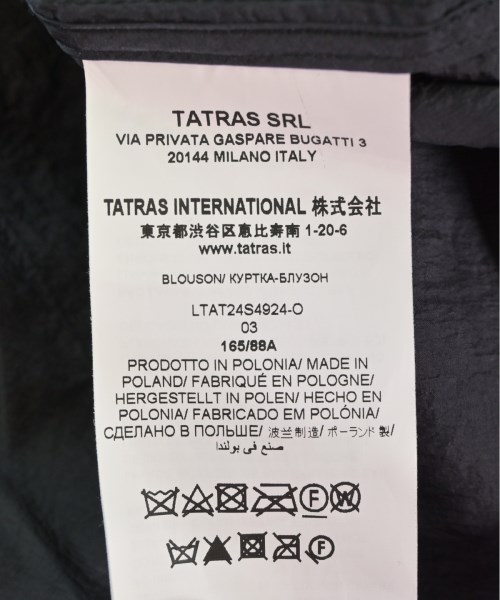 TATRAS SRL
VIA PRIVATA GASPARE BUGATTI 3
20144 MILANO ITALY
TATRAS INTERNATIONAL 株式会社
東京都渋谷区恵比寿南 1-20-6
www.tatras.it
BLOUSON/ КУРТКА-БЛУЗОН
LTAT24S4924-O
03
165/88A
PRODOTTO IN POLONIA/ MADE IN
POLAND/ FABRIQUÉ EN POLOGNE/
HERGESTELLT IN POLEN/ HECHO EN
POLONIA/ FABRICADO EM POLÓNIA/
СДЕЛАНО В ПОЛЬШЕ/ 波兰制造/ ポーランド製/
صنع في بولندا
F W
F